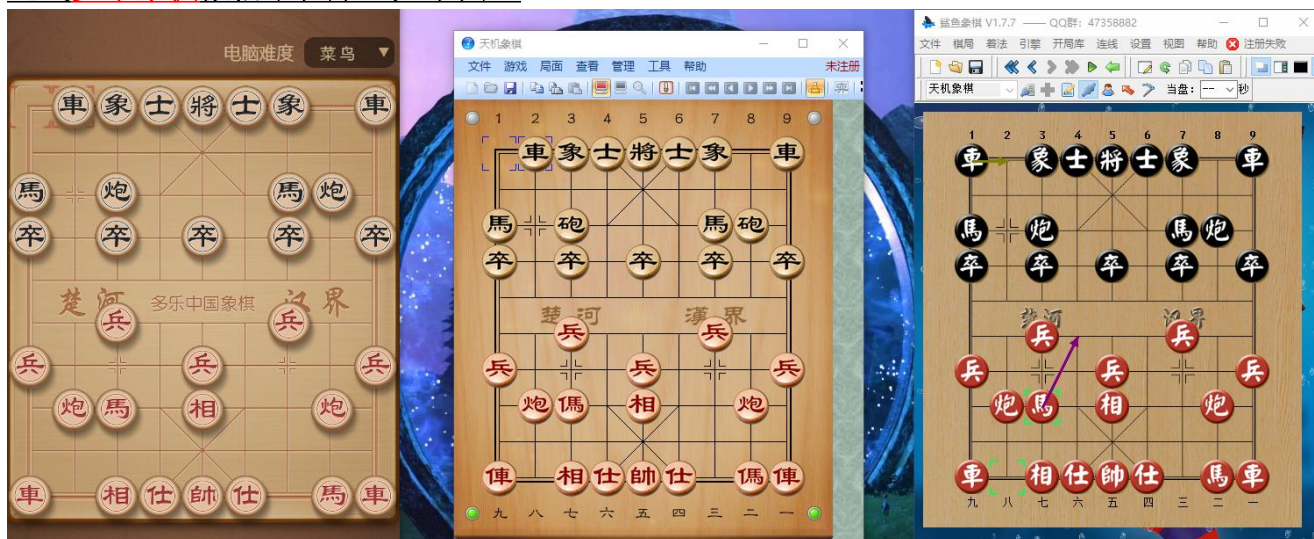 电脑难度 菜鸟 ▼
車 象 士 將 士 象 車
馬 炮 馬 炮
卒 卒 卒 卒 卒
楚河 多乐中国象棋 汉界
兵 兵
兵 兵 兵
炮 馬 相 炮
車 相 仕 帥 仕 馬 車
天机象棋
文件 游戏 局面 查看 管理 工具 帮助 未注册
1 2 3 4 5 6 7 8 9
車 象 士 將 士 象 車
馬 砲 馬 砲
卒 卒 卒 卒 卒
楚河 漢界
兵 兵
兵 兵 兵
炮 傌 相 炮
俥 相 仕 帥 仕 傌 俥
九 八 七 六 五 四 三 二 一
鲨鱼象棋 V1.7.7 —— QQ群: 47358882
文件 棋局 着法 引擎 开局库 连线 设置 视图 帮助 注册失败
天机象棋 当盘: -- 秒
1 2 3 4 5 6 7 8 9
車 象 士 将 士 象 車
馬 炮 馬 炮
卒 卒 卒 卒 卒
楚河 汉界
兵 兵
兵 兵 兵
炮 馬 相 炮
車 相 仕 帥 仕 馬 車
九 八 七 六 五 四 三 二 一